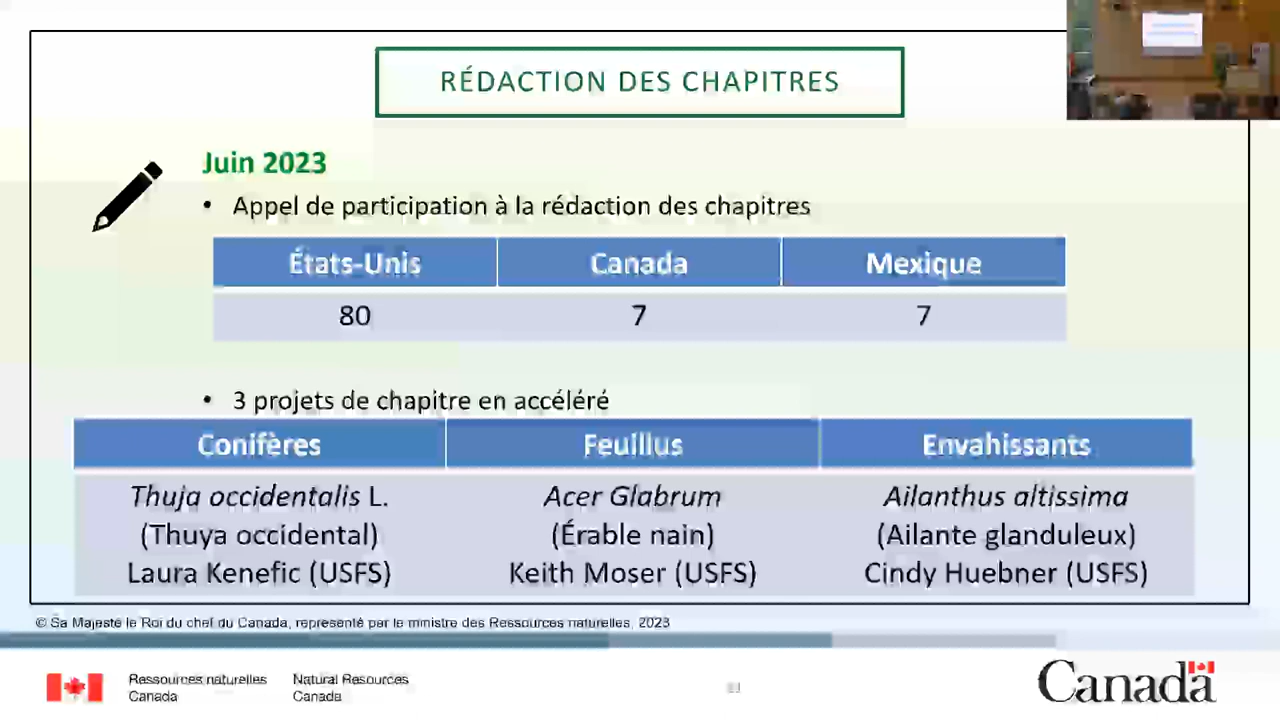 RÉDACTION DES CHAPITRES
Juin 2023
• Appel de participation à la rédaction des chapitres
États-Unis Canada Mexique
80 7 7
• 3 projets de chapitre en accéléré
Conifères Feuillus Envahissants
Thuja occidentalis L. Acer Glabrum Ailanthus altissima
(Thuya occidental) (Érable nain) (Ailante glanduleux)
Laura Kenefic (USFS) Keith Moser (USFS) Cindy Huebner (USFS)
© Sa Majesté le Roi du chef du Canada, représenté par le ministre des Ressources naturelles, 2023
Ressources naturelles Natural Resources
Canada Canada
Canada